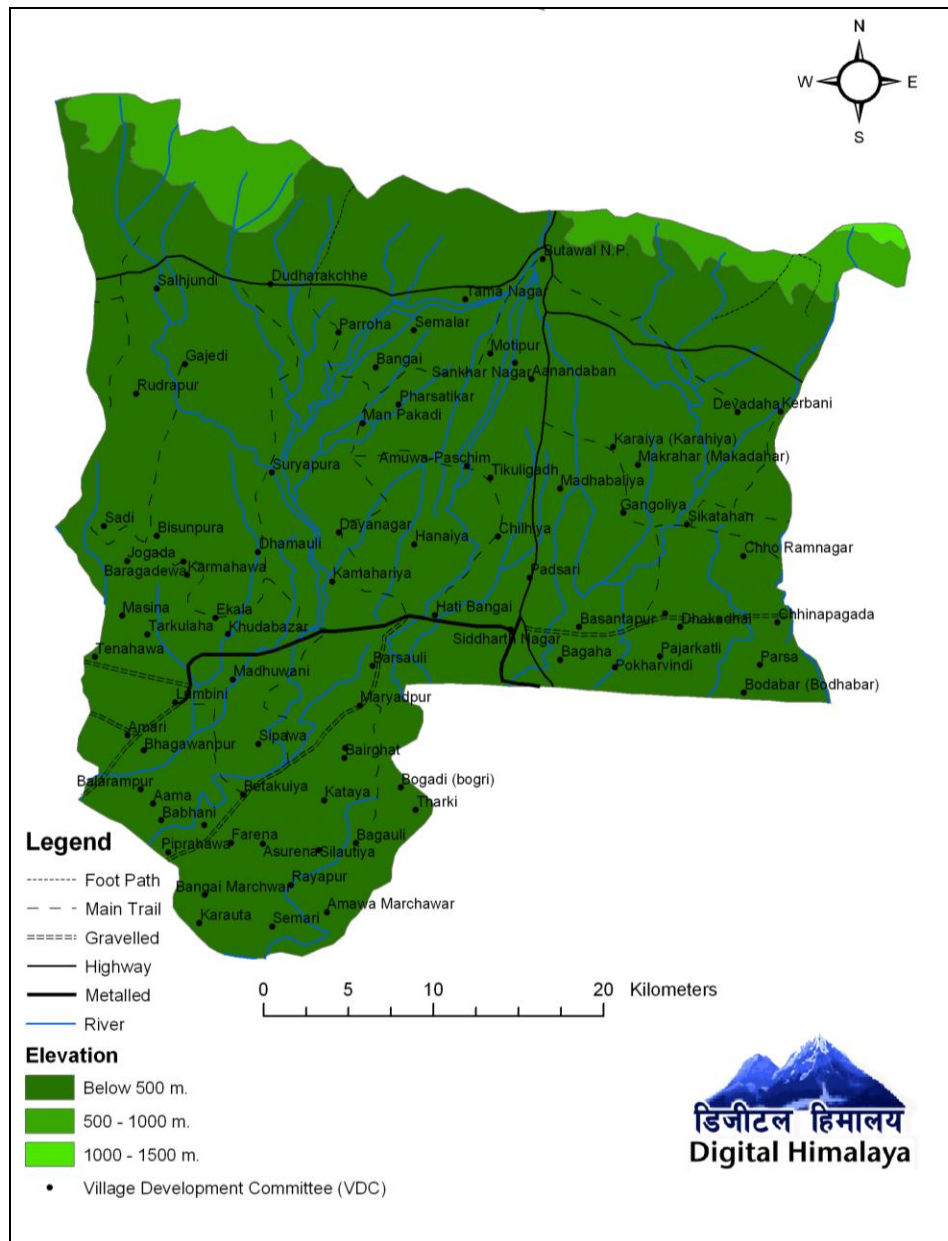 N
W E
S
Butawal N.P.
Salhjundi
Dudharakchhe
Tama Nagar
Parroha
Semalar
Motipur
Bangai
Gajedi
Sankhar Nagar
Aanandaban
Rudrapur
Pharsatikar
Man Pakadi
Devadaha
Kerbani
Karaiya (Karahiya)
Makrahar (Makadahar)
Amuwa-Paschim
Suryapura
Tikuligadh
Madhabaliya
Gangoliya
Sikatahan
Sadi
Bisunpura
Dayanagar
Hanaiya
Chilhiya
Dhamauli
Jogada
Chho Ramnagar
Baragadewa
Karmahawa
Kamahariya
Padsari
Masina
Ekala
Hati Bangai
Basantapur
Dhakadhai
Chhinapagada
Tarkulaha
Khudabazar
Siddharth Nagar
Tenahawa
Madhuwani
Parsauli
Bagaha
Pokharvindi
Pajarkatli
Parsa
Bodabar (Bodhabar)
Lumbini
Maryadpur
Amari
Bhagawanpur
Sipawa
Bairghat
Balarampur
Aama
Betakuiya
Kataya
Bogadi (bogri)
Tharki
Babhani
Farena
Piprahawa
Asurena
Silautiya
Bagauli
Bangai Marchwar
Rayapur
Karauta
Semari
Amawa Marchawar
Legend
Foot Path
Main Trail
Gravelled
Highway
Metalled
River
0 5 10 20 Kilometers
Elevation
Below 500 m.
500 - 1000 m.
1000 - 1500 m.
Village Development Committee (VDC)
डिजीटल हिमालय
Digital Himalaya